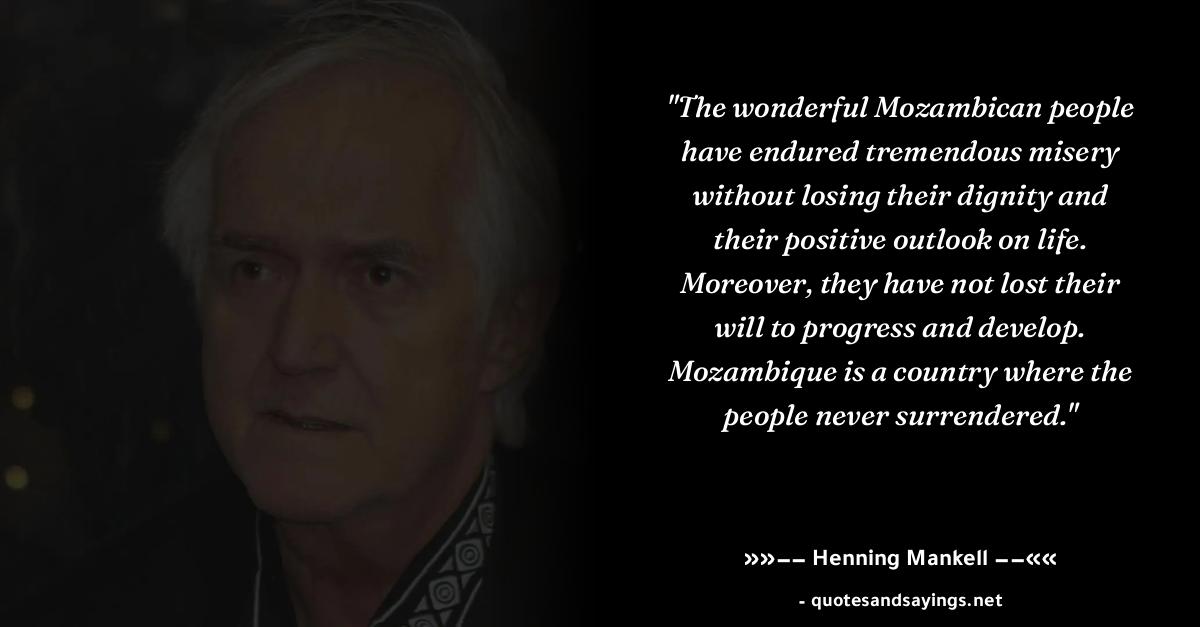 "The wonderful Mozambican people
have endured tremendous misery
without losing their dignity and
their positive outlook on life.
Moreover, they have not lost their
will to progress and develop.
Mozambique is a country where the
people never surrendered."
»»–– Henning Mankell ––««
- quotesandsayings.net